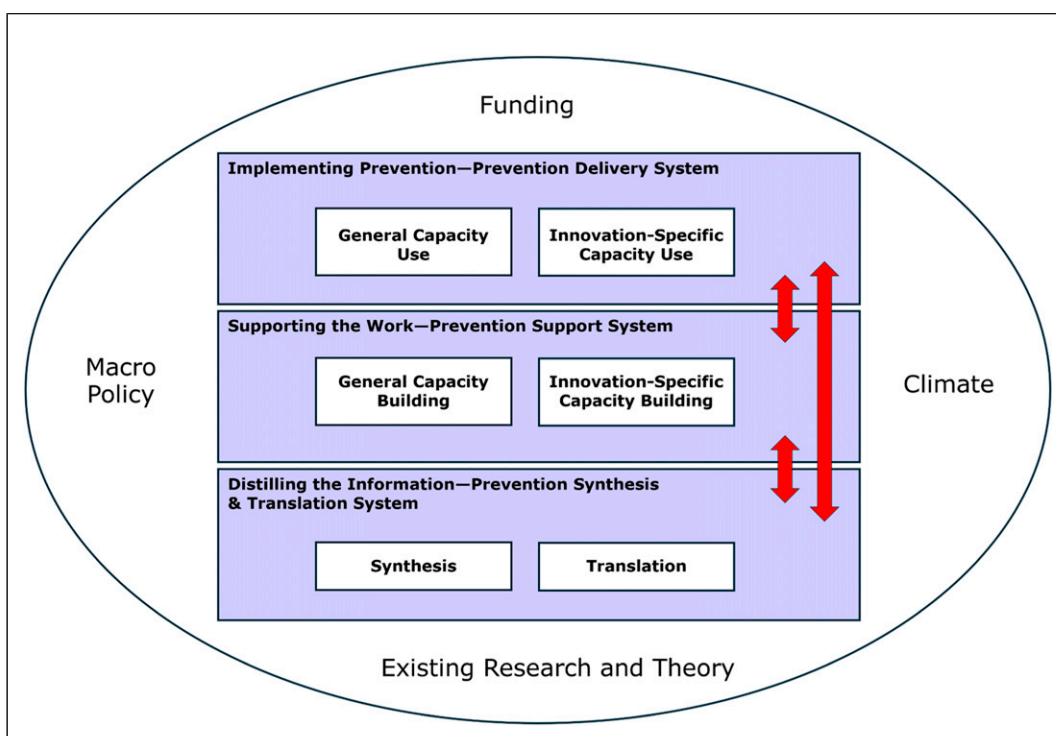 Funding
Implementing Prevention—Prevention Delivery System
General Capacity
Use
Innovation-Specific
Capacity Use
Supporting the Work—Prevention Support System
General Capacity
Building
Innovation-Specific
Capacity Building
Macro
Policy
Climate
Distilling the Information—Prevention Synthesis
& Translation System
Synthesis
Translation
Existing Research and Theory